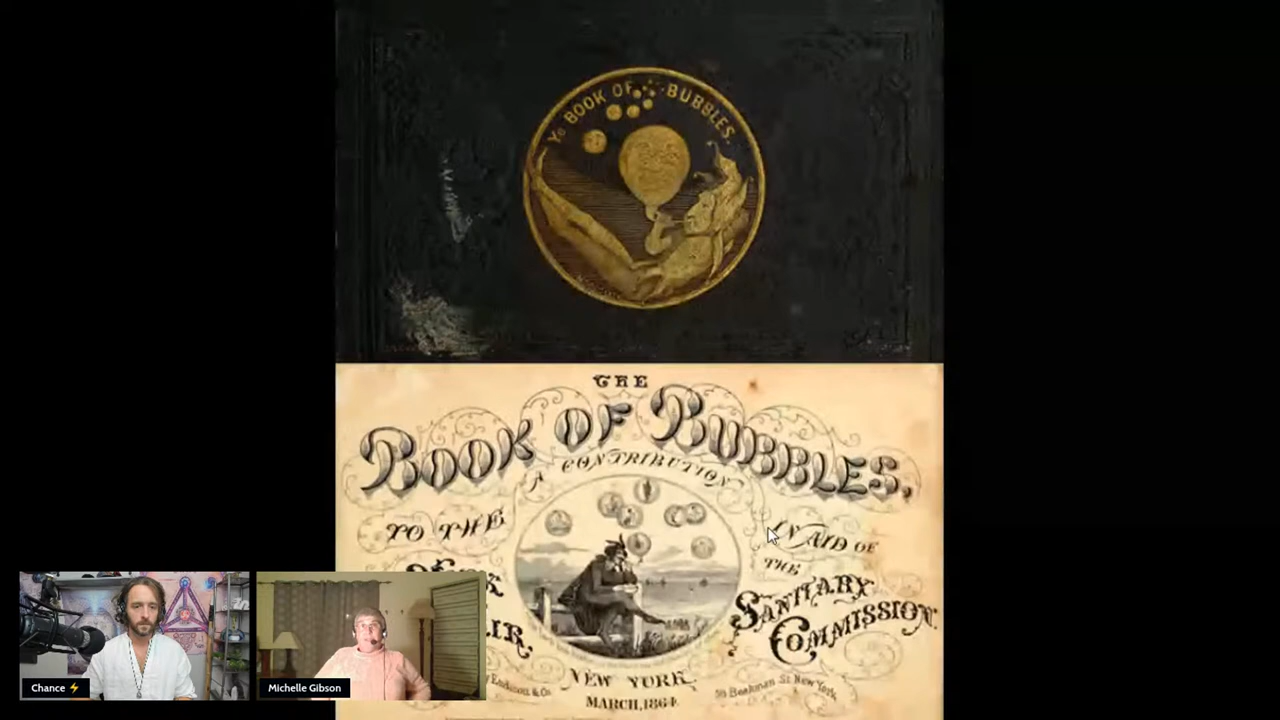 Ye BOOK OF BUBBLES.
THE
BOOK OF BUBBLES,
A CONTRIBUTION
TO THE
IN AID OF
THE
SANITARY
COMMISSION.
NEW YORK,
MARCH, 1864.
& Co.
Beekman St. New York.
Chance ⚡
Michelle Gibson